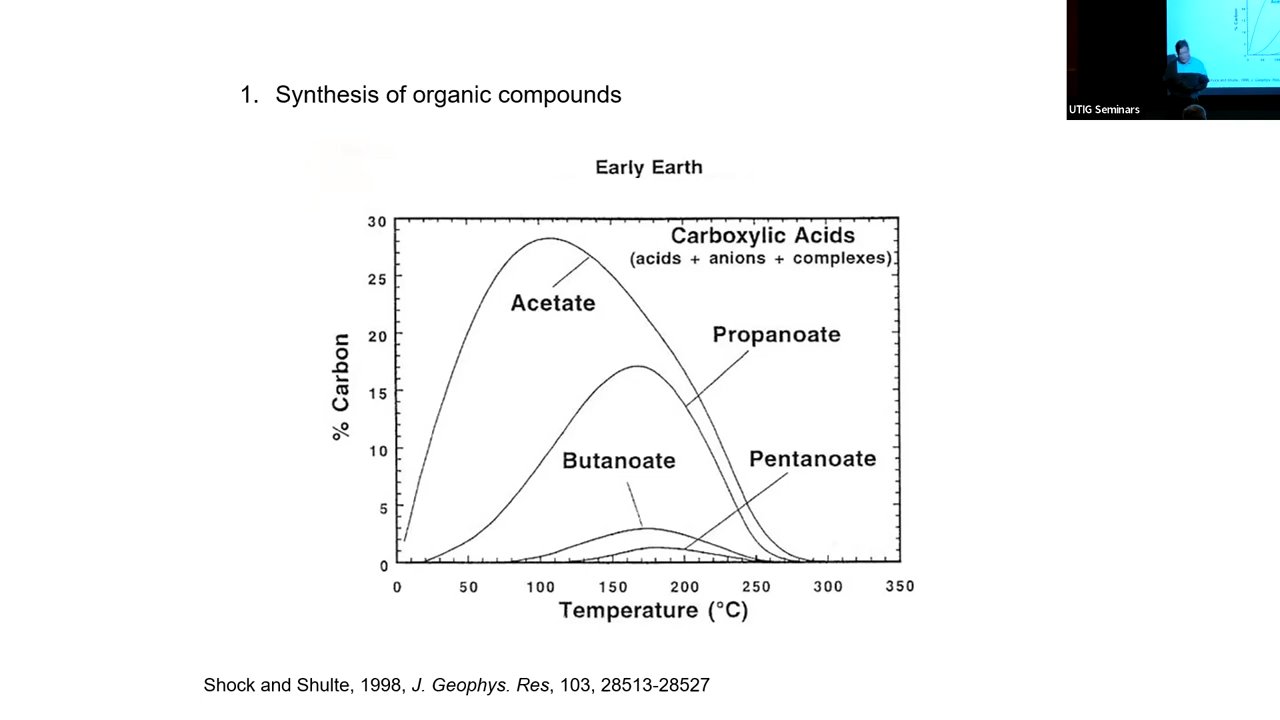 1. Synthesis of organic compounds
UTIG Seminars
Early Earth
Carboxylic Acids
(acids + anions + complexes)
Acetate
Propanoate
Butanoate
Pentanoate
% Carbon
30
25
20
15
10
5
0
0 50 100 150 200 250 300 350
Temperature (°C)
Shock and Shulte, 1998, J. Geophys. Res, 103, 28513-28527